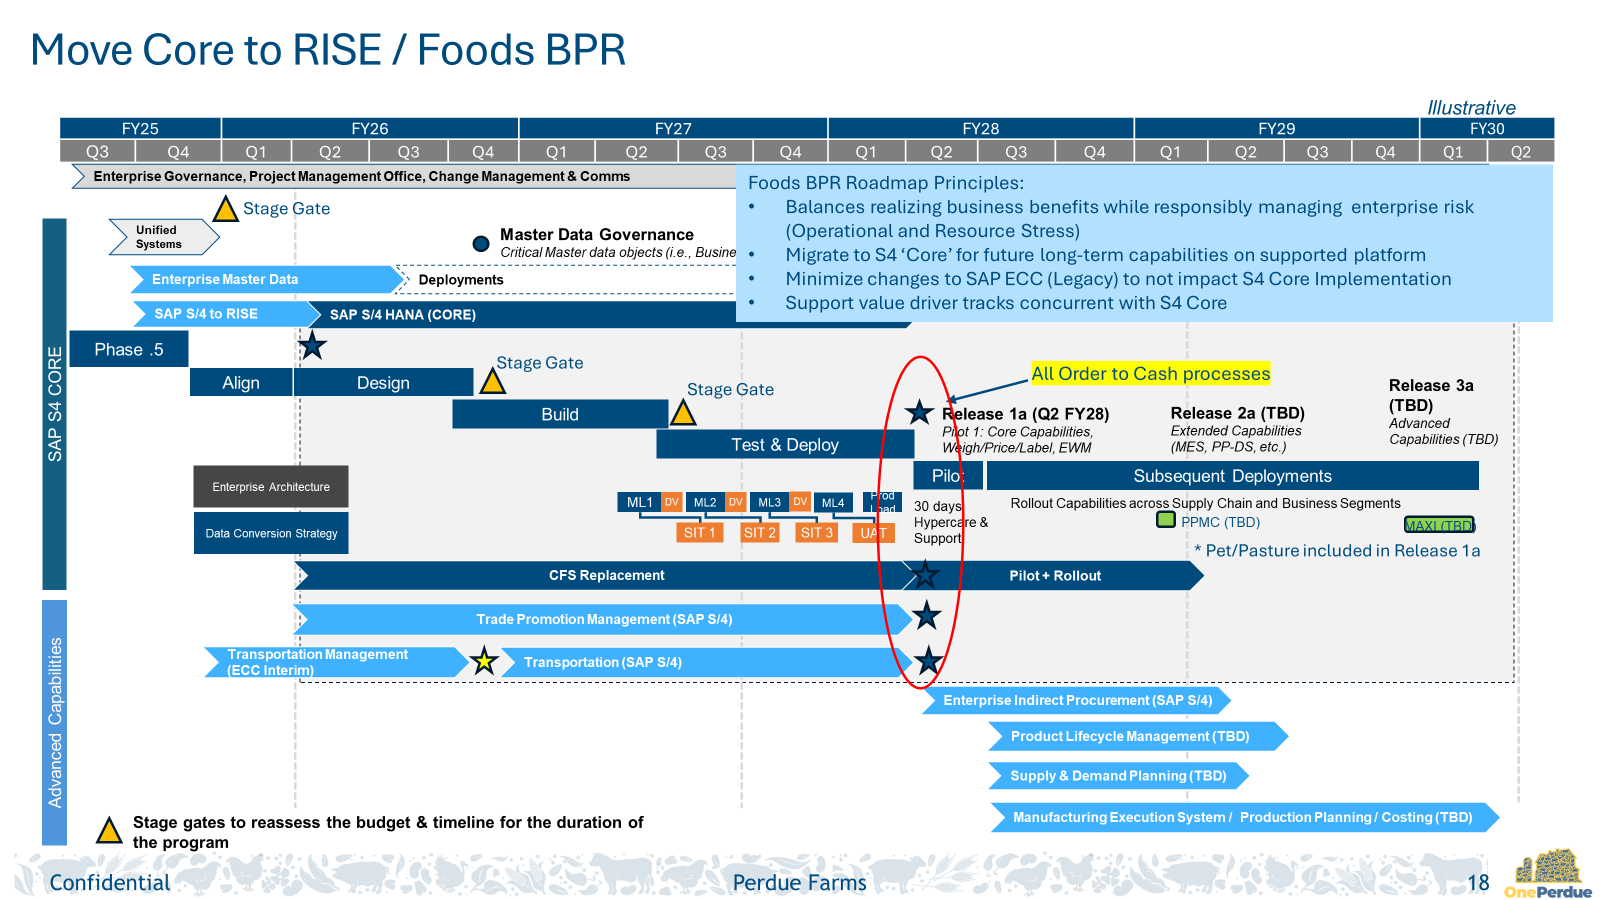 Move Core to RISE / Foods BPR
Illustrative
FY25 FY26 FY27 FY28 FY29 FY30
Q3 Q4 Q1 Q2 Q3 Q4 Q1 Q2 Q3 Q4 Q1 Q2 Q3 Q4 Q1 Q2 Q3 Q4 Q1 Q2
Enterprise Governance, Project Management Office, Change Management & Comms
Foods BPR Roadmap Principles:
• Balances realizing business benefits while responsibly managing enterprise risk
(Operational and Resource Stress)
• Migrate to S4 ‘Core’ for future long-term capabilities on supported platform
• Minimize changes to SAP ECC (Legacy) to not impact S4 Core Implementation
• Support value driver tracks concurrent with S4 Core
Stage Gate
Unified
Systems
Master Data Governance
Critical Master data objects (i.e., Busine
Enterprise Master Data
Deployments
SAP S/4 to RISE
SAP S/4 HANA (CORE)
SAP S4 CORE
Phase .5
Align
Design
Stage Gate
Build
Stage Gate
Test & Deploy
All Order to Cash processes
Release 1a (Q2 FY28)
Pilot 1: Core Capabilities,
Weigh/Price/Label, EWM
Release 2a (TBD)
Extended Capabilities
(MES, PP-DS, etc.)
Release 3a
(TBD)
Advanced
Capabilities (TBD)
Pilot
Subsequent Deployments
Enterprise Architecture
Data Conversion Strategy
ML1 DV ML2 DV ML3 DV ML4 Prod
Load
SIT 1 SIT 2 SIT 3 UAT
30 days
Hypercare &
Support
Rollout Capabilities across Supply Chain and Business Segments
PPMC (TBD)
MAXI (TBD)
* Pet/Pasture included in Release 1a
CFS Replacement
Pilot + Rollout
Advanced Capabilities
Trade Promotion Management (SAP S/4)
Transportation Management
(ECC Interim)
Transportation (SAP S/4)
Enterprise Indirect Procurement (SAP S/4)
Product Lifecycle Management (TBD)
Supply & Demand Planning (TBD)
Manufacturing Execution System / Production Planning / Costing (TBD)
Stage gates to reassess the budget & timeline for the duration of
the program
Confidential
Perdue Farms
18
OnePerdue